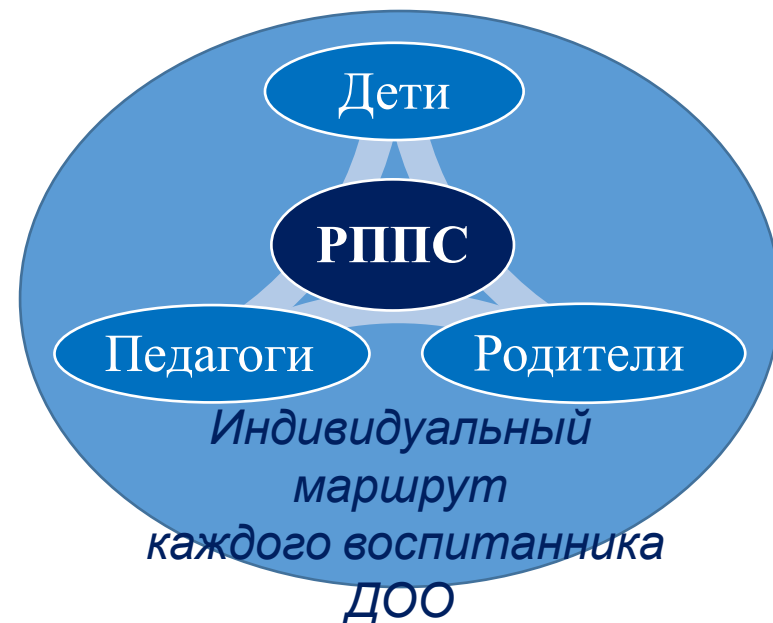 Дети
РППС
Педагоги
Родители
Индивидуальный
маршрут
каждого воспитанника
ДОО